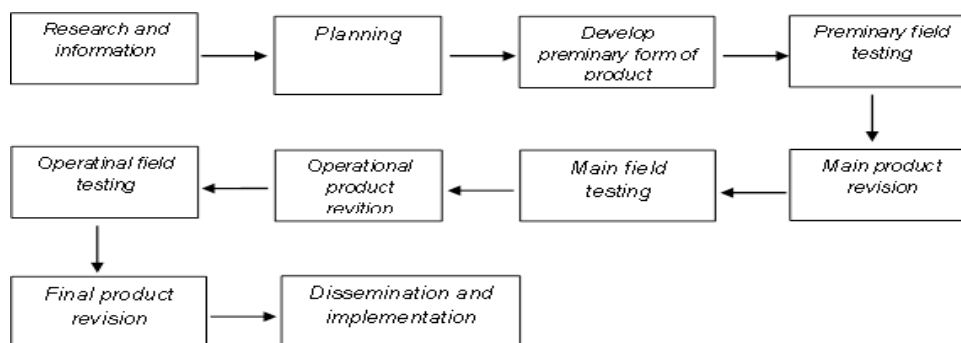 Research and
information
Planning
Develop
preminary form of
product
Preminary field
testing
Main product
revision
Main field
testing
Operational
product
revition
Operatinal field
testing
Final product
revision
Dissemination and
implementation